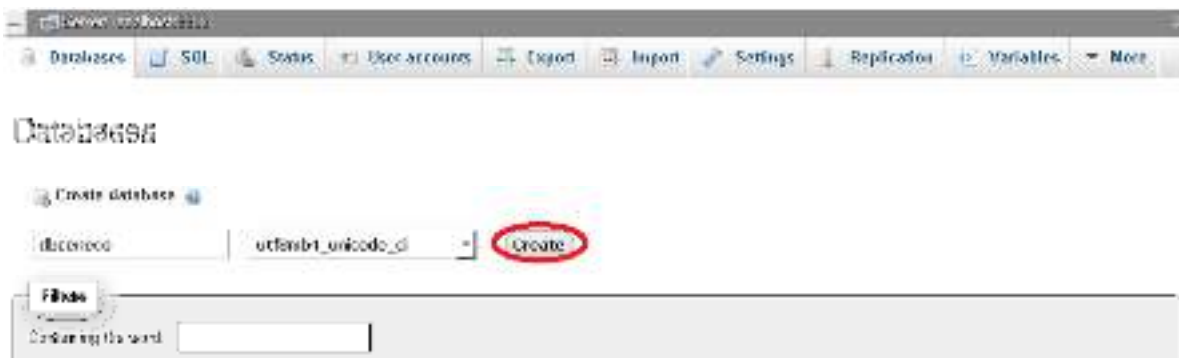 Databases SQL Status User accounts Export Import Settings Replication Variables More
Databases
Create database
utf8mb4_unicode_ci Create
Filters
Containing the word